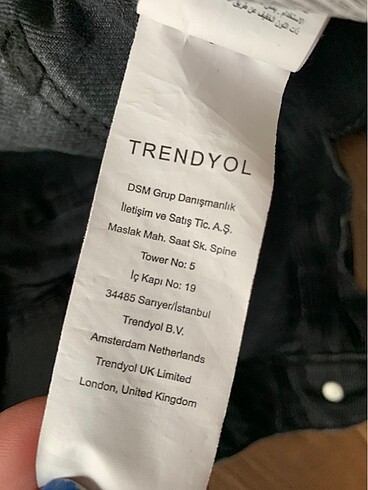 الاستخدام
TRENDYOL
DSM Grup Danışmanlık
İletişim ve Satış Tic. A.Ş.
Maslak Mah. Saat Sk. Spine
Tower No: 5
İç Kapı No: 19
34485 Sarıyer/İstanbul
Trendyol B.V.
Amsterdam Netherlands
Trendyol UK Limited
London, United Kingdom